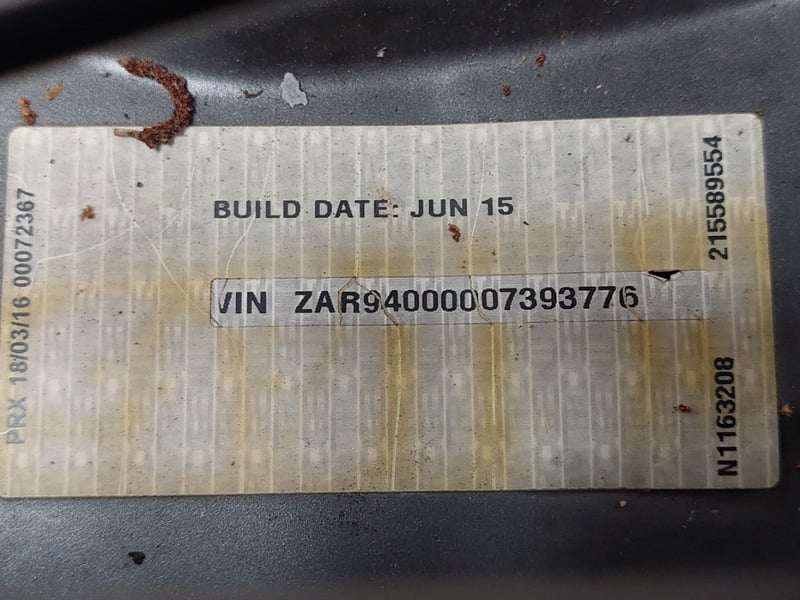 BUILD DATE: JUN 15
VIN ZAR94000007393776
PRX 18/03/16 00072367
215589554
N1163208